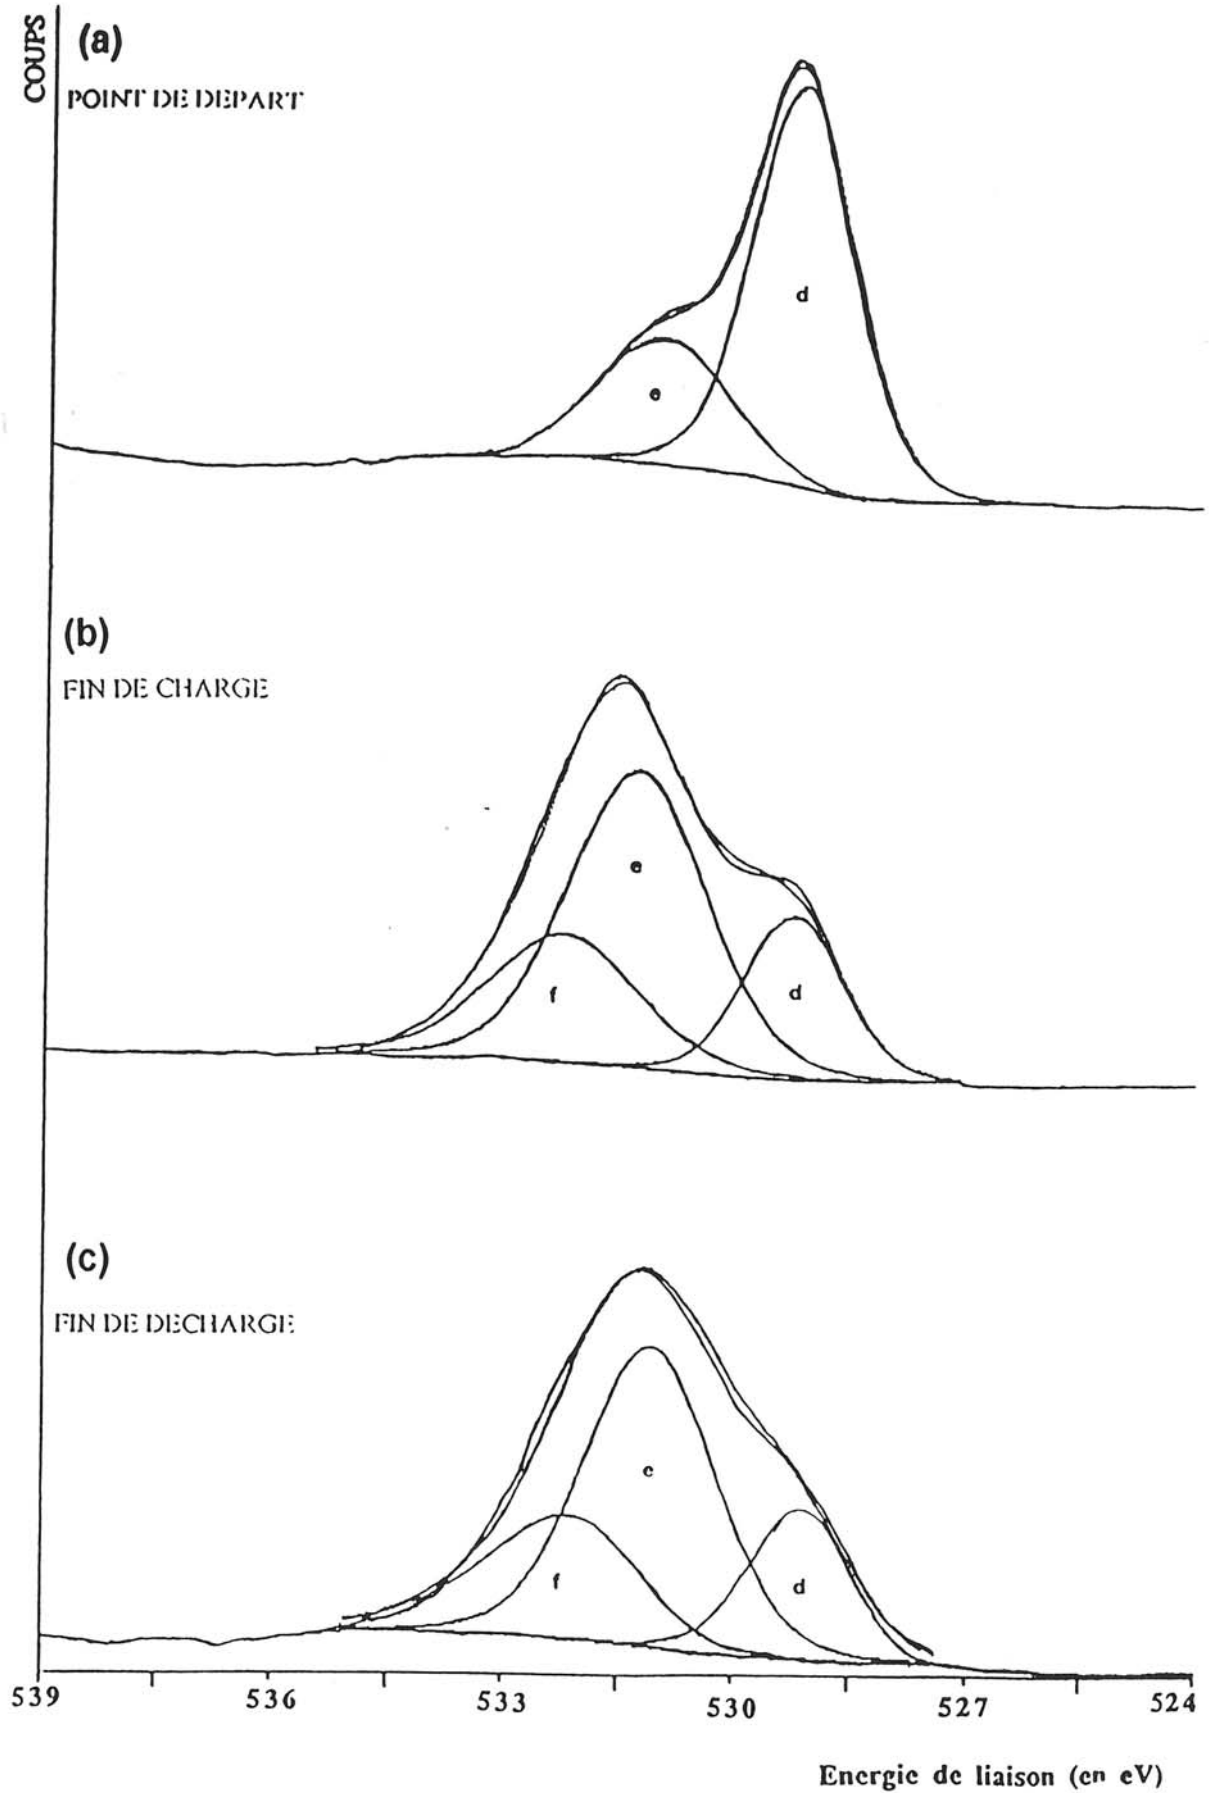 COUPS
(a)
POINT DE DEPART
d
e
(b)
FIN DE CHARGE
e
f
d
(c)
FIN DE DECHARGE
c
f
d
539 536 533 530 527 524
Energie de liaison (en eV)